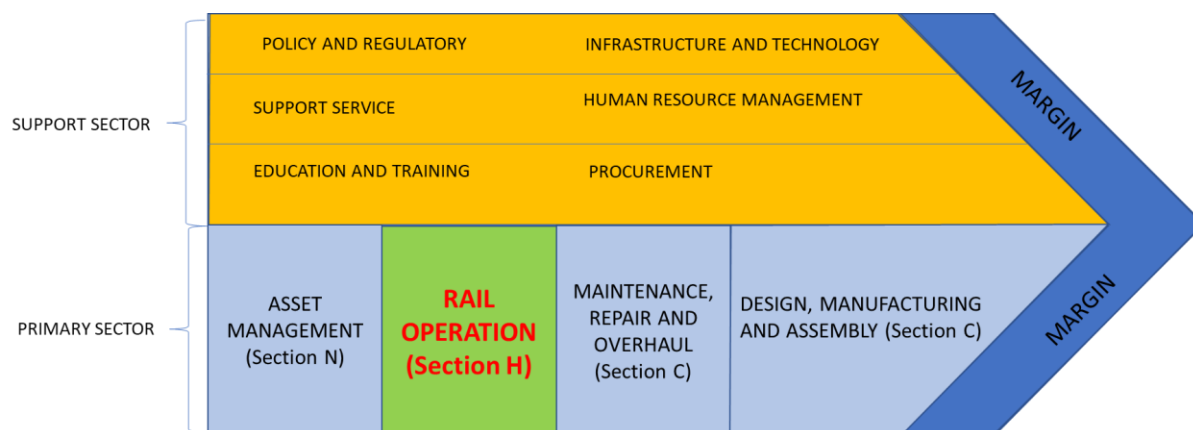 POLICY AND REGULATORY
INFRASTRUCTURE AND TECHNOLOGY
SUPPORT SERVICE
HUMAN RESOURCE MANAGEMENT
EDUCATION AND TRAINING
PROCUREMENT
SUPPORT SECTOR
MARGIN
PRIMARY SECTOR
ASSET
MANAGEMENT
(Section N)
RAIL
OPERATION
(Section H)
MAINTENANCE,
REPAIR AND
OVERHAUL
(Section C)
DESIGN, MANUFACTURING
AND ASSEMBLY (Section C)
MARGIN